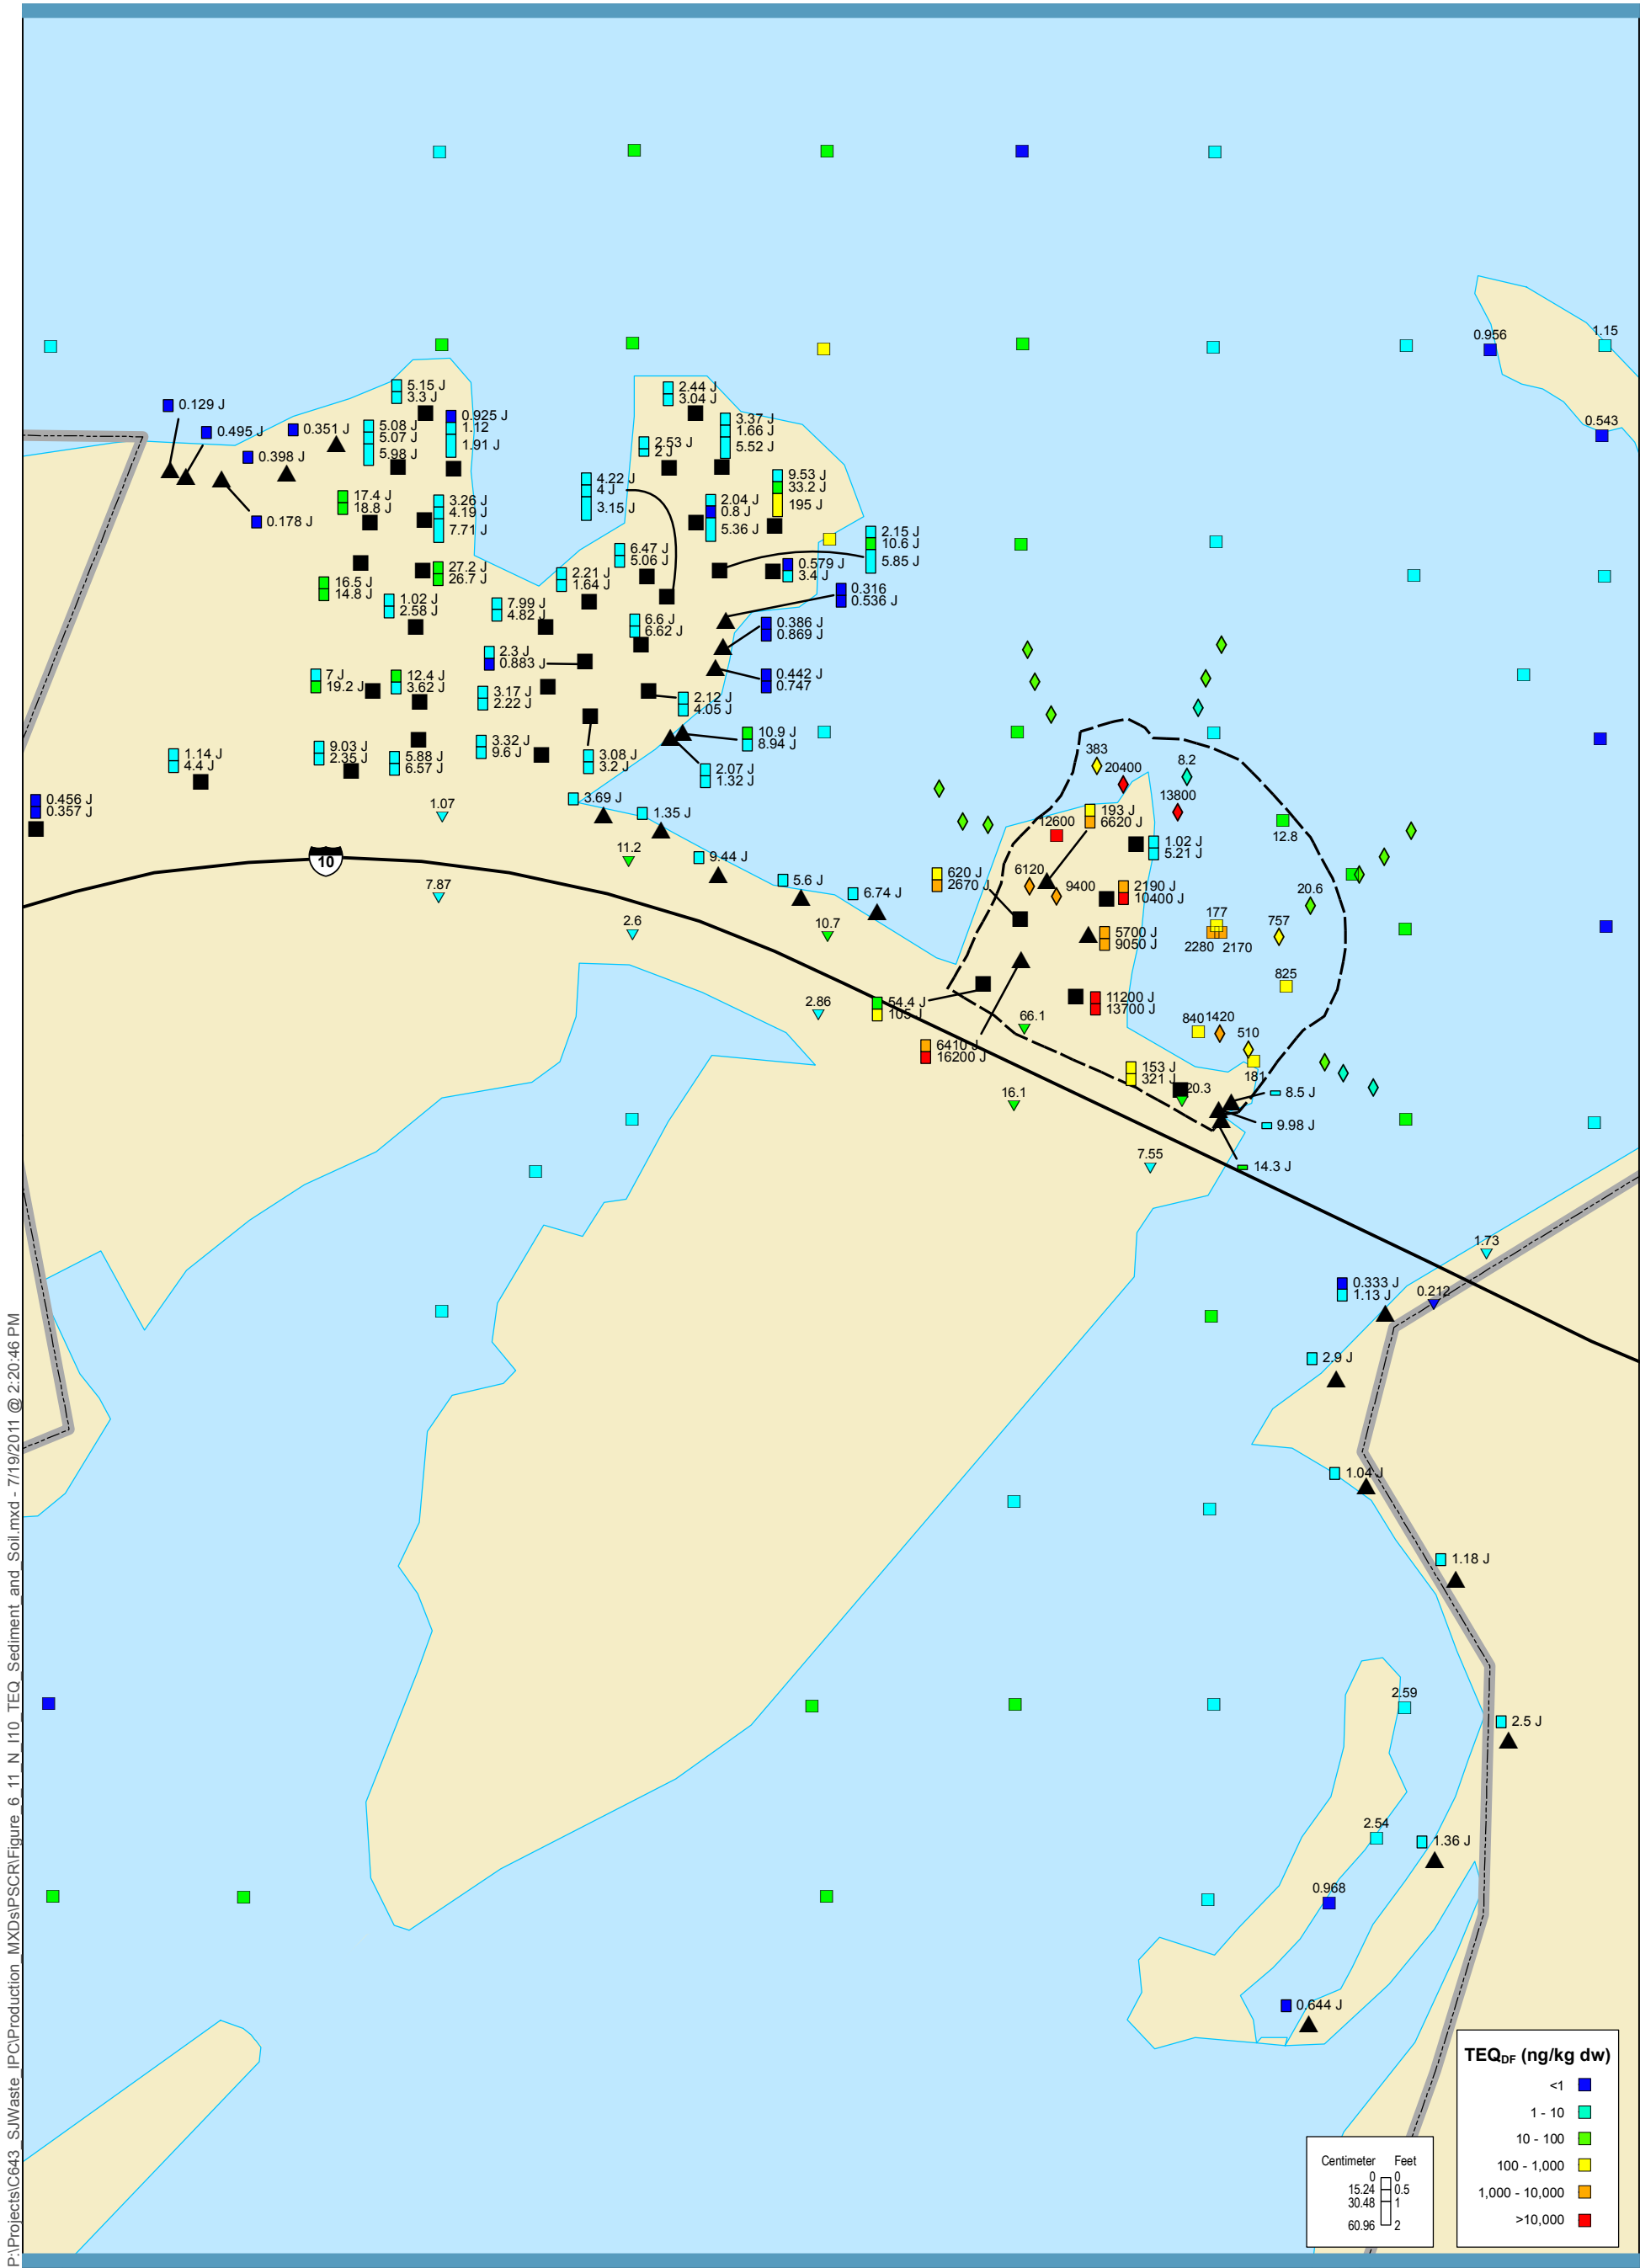 0.956
1.15
0.543
5.15 J
3.3 J
2.44 J
3.04 J
0.129 J
0.495 J
0.351 J
0.398 J
0.178 J
5.08 J
5.07 J
5.98 J
0.925 J
1.12
1.91 J
3.37 J
1.66 J
5.52 J
2.53 J
2 J
4.22 J
4 J
3.15 J
9.53 J
33.2 J
195 J
17.4 J
18.8 J
3.26 J
4.19 J
7.71 J
2.04 J
0.8 J
5.36 J
2.15 J
10.6 J
5.85 J
6.47 J
5.06 J
0.579 J
3.4 J
27.2 J
26.7 J
2.21 J
1.64 J
16.5 J
14.8 J
0.316
0.536 J
1.02 J
2.58 J
7.99 J
4.82 J
6.6 J
6.62 J
0.386 J
0.869 J
2.3 J
0.883 J
0.442 J
0.747
7 J
19.2 J
12.4 J
3.62 J
3.17 J
2.22 J
2.12 J
4.05 J
10.9 J
8.94 J
3.32 J
9.6 J
9.03 J
2.35 J
5.88 J
6.57 J
3.08 J
3.2 J
2.07 J
1.32 J
1.14 J
4.4 J
0.456 J
0.357 J
383
20400
8.2
13800
3.69 J
1.35 J
1.07
193 J
6620 J
12600
12.8
1.02 J
5.21 J
10
11.2
9.44 J
5.6 J
6.74 J
7.87
620 J
2670 J
6120
9400
2190 J
10400 J
20.6
2.6
10.7
5700 J
9050 J
177
2280
2170
757
825
2.86
54.4 J
105 J
11200 J
13700 J
66.1
840
1420
510
6410 J
16200 J
181
153 J
321 J
20.3
16.1
8.5 J
9.98 J
7.55
14.3 J
1.73
0.333 J
1.13 J
0.212
2.9 J
1.04 J
1.18 J
2.59
2.5 J
2.54
1.36 J
0.968
0.644 J
TEQDF (ng/kg dw)
<1
1 - 10
10 - 100
100 - 1,000
1,000 - 10,000
>10,000
Centimeter Feet
0 0
15.24 0.5
30.48 1
60.96 2
P:\Projects\C643_SJWaste_IPC\Production_MXDs\PSCR\Figure_6_11_N_I10_TEQ_Sediment_and_Soil.mxd - 7/19/2011 @ 2:20:46 PM